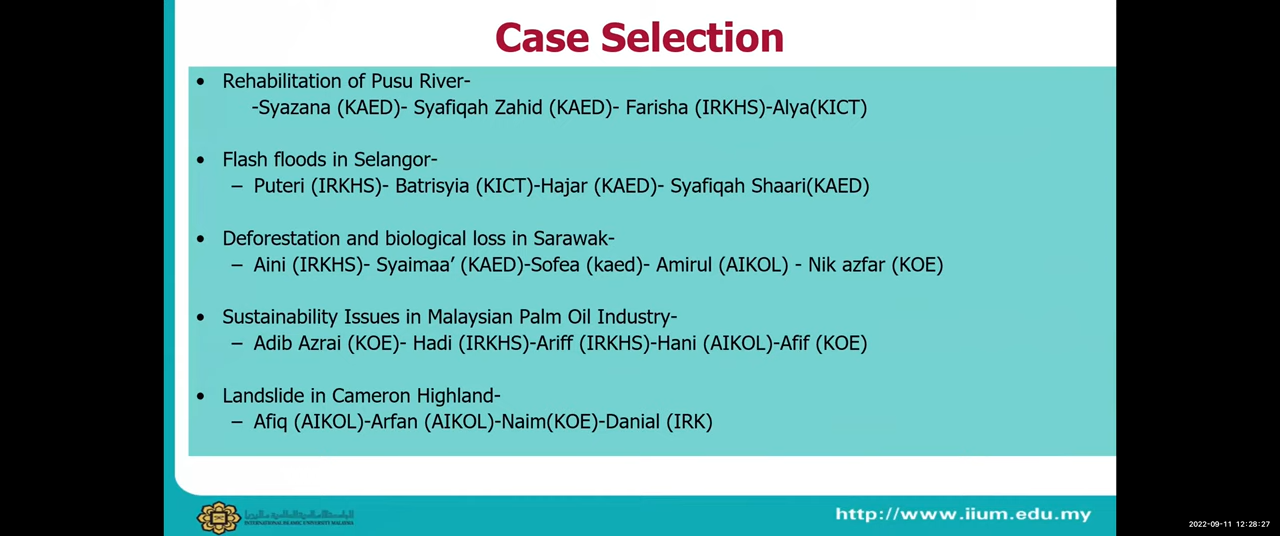 Case Selection
• Rehabilitation of Pusu River-
-Syazana (KAED)- Syafiqah Zahid (KAED)- Farisha (IRKHS)-Alya(KICT)
• Flash floods in Selangor-
– Puteri (IRKHS)- Batrisyia (KICT)-Hajar (KAED)- Syafiqah Shaari(KAED)
• Deforestation and biological loss in Sarawak-
– Aini (IRKHS)- Syaimaa’ (KAED)-Sofea (kaed)- Amirul (AIKOL) - Nik azfar (KOE)
• Sustainability Issues in Malaysian Palm Oil Industry-
– Adib Azrai (KOE)- Hadi (IRKHS)-Ariff (IRKHS)-Hani (AIKOL)-Afif (KOE)
• Landslide in Cameron Highland-
– Afiq (AIKOL)-Arfan (AIKOL)-Naim(KOE)-Danial (IRK)
INTERNATIONAL ISLAMIC UNIVERSITY MALAYSIA
http://www.iium.edu.my
2022-09-11 12:28:27